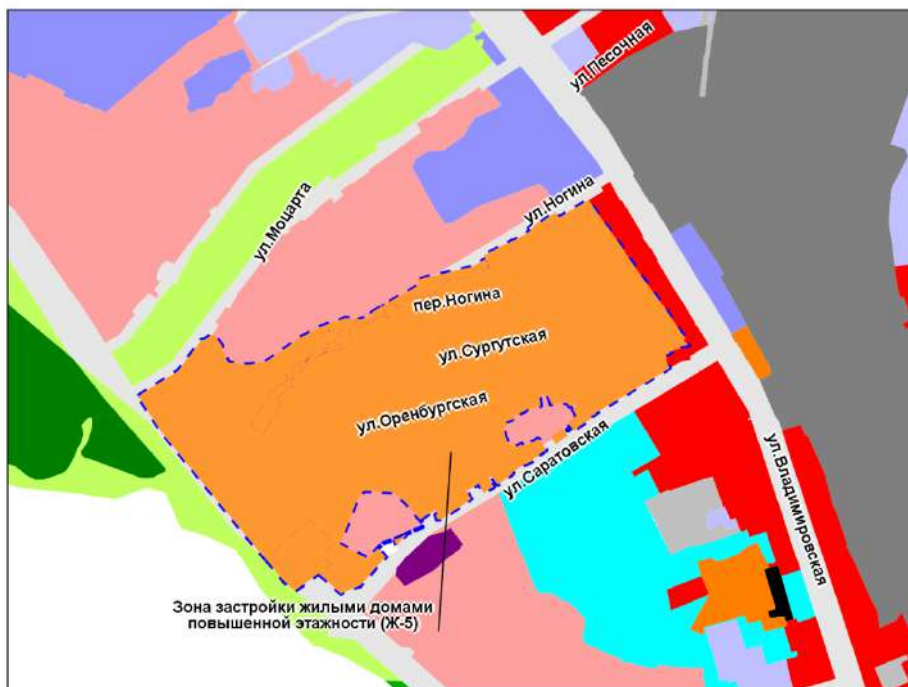 ул.Песочная
ул.Моцарта
ул.Ногина
пер.Ногина
ул.Сургутская
ул.Оренбургская
ул.Саратовская
ул.Владимировская
Зона застройки жилыми домами
повышенной этажности (Ж-5)